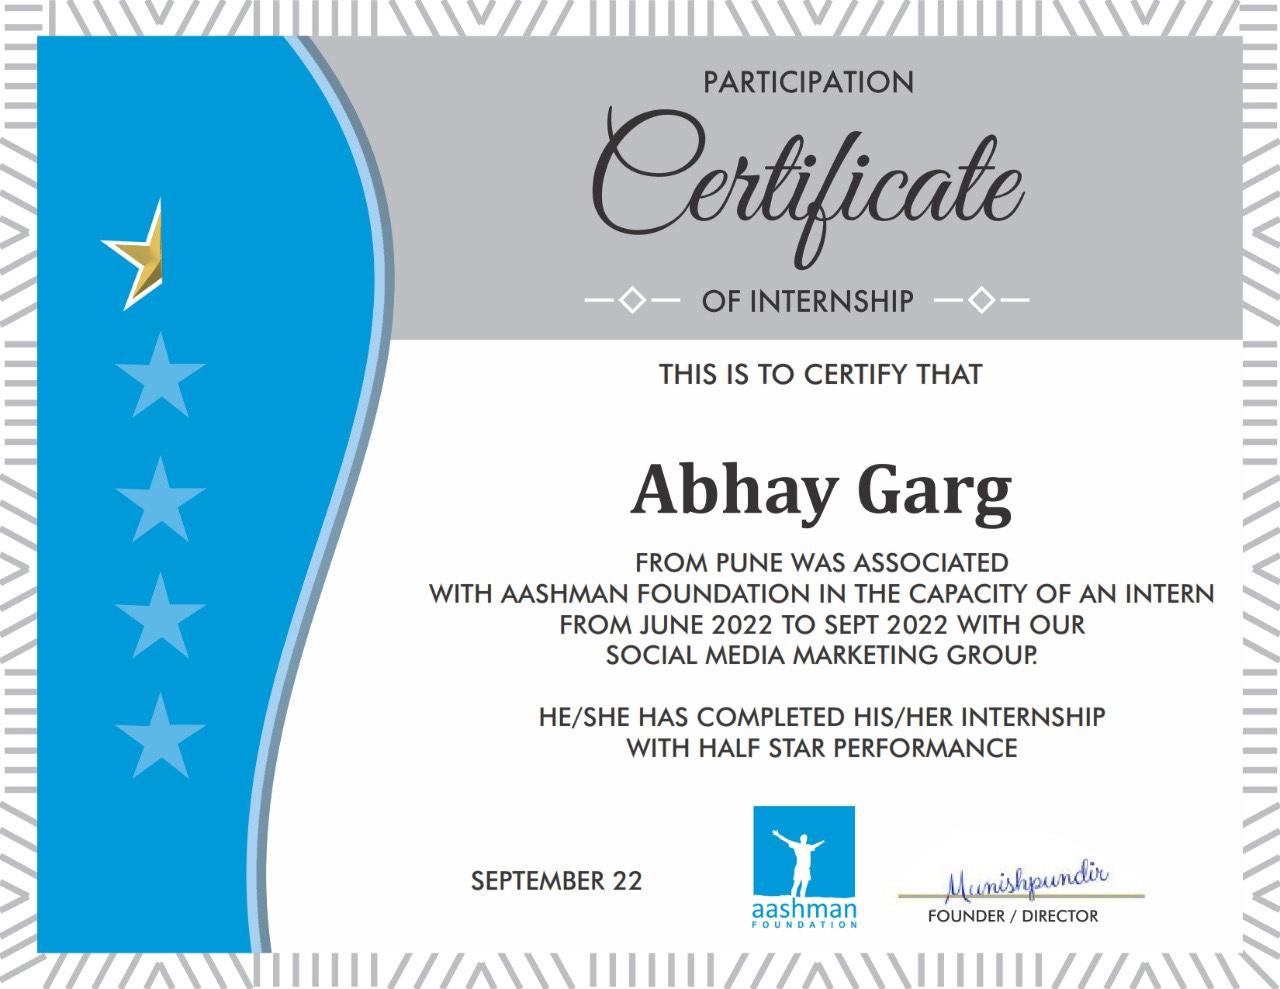 PARTICIPATION
Certificate
OF INTERNSHIP
THIS IS TO CERTIFY THAT
Abhay Garg
FROM PUNE WAS ASSOCIATED
WITH AASHMAN FOUNDATION IN THE CAPACITY OF AN INTERN
FROM JUNE 2022 TO SEPT 2022 WITH OUR
SOCIAL MEDIA MARKETING GROUP.
HE/SHE HAS COMPLETED HIS/HER INTERNSHIP
WITH HALF STAR PERFORMANCE
SEPTEMBER 22
aashman
FOUNDATION
Munishpundir
FOUNDER / DIRECTOR